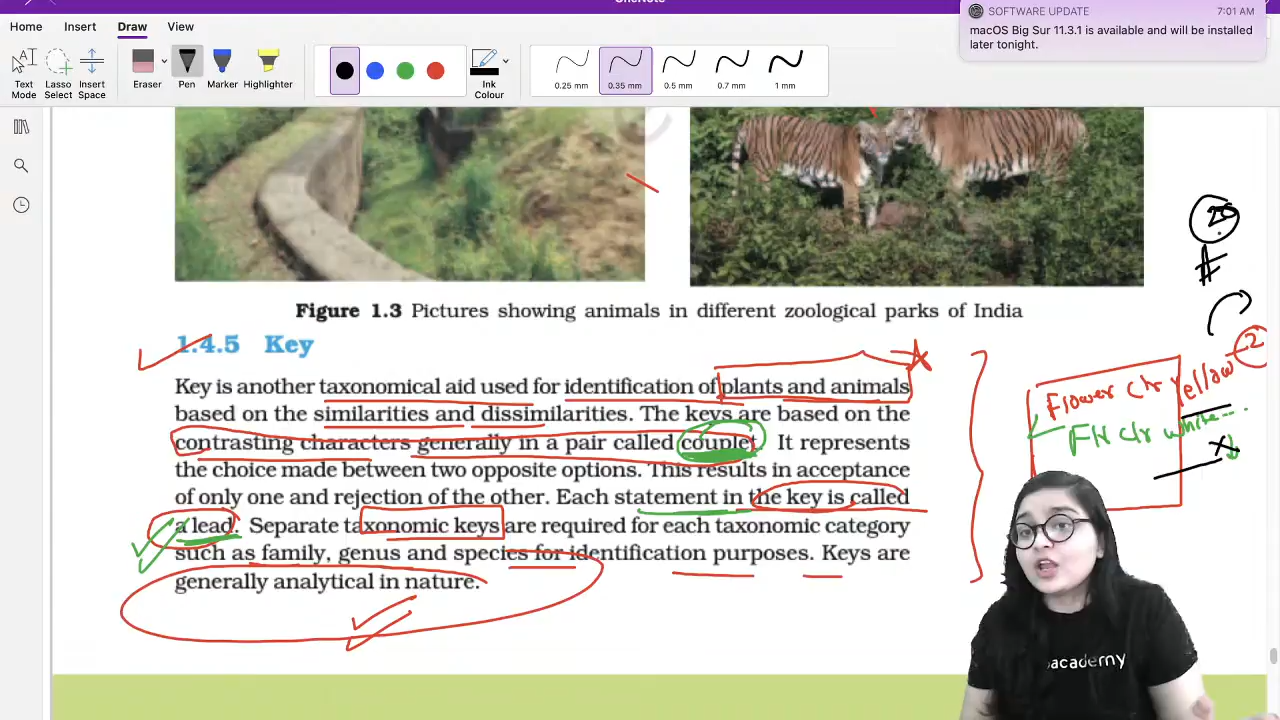 OneNote
Home Insert Draw View
SOFTWARE UPDATE 7:01 AM
macOS Big Sur 11.3.1 is available and will be installed
later tonight.
Text
Mode
Lasso
Select
Insert
Space
Eraser
Pen
Marker
Highlighter
Ink
Colour
0.25 mm
0.35 mm
0.5 mm
0.7 mm
1 mm
Figure 1.3 Pictures showing animals in different zoological parks of India
1.4.5 Key
Key is another taxonomical aid used for identification of plants and animals
based on the similarities and dissimilarities. The keys are based on the
contrasting characters generally in a pair called couplet. It represents
the choice made between two opposite options. This results in acceptance
of only one and rejection of the other. Each statement in the key is called
a lead. Separate taxonomic keys are required for each taxonomic category
such as family, genus and species for identification purposes. Keys are
generally analytical in nature.
20
#
2
Flower clr yellow
clr white...
acade​my